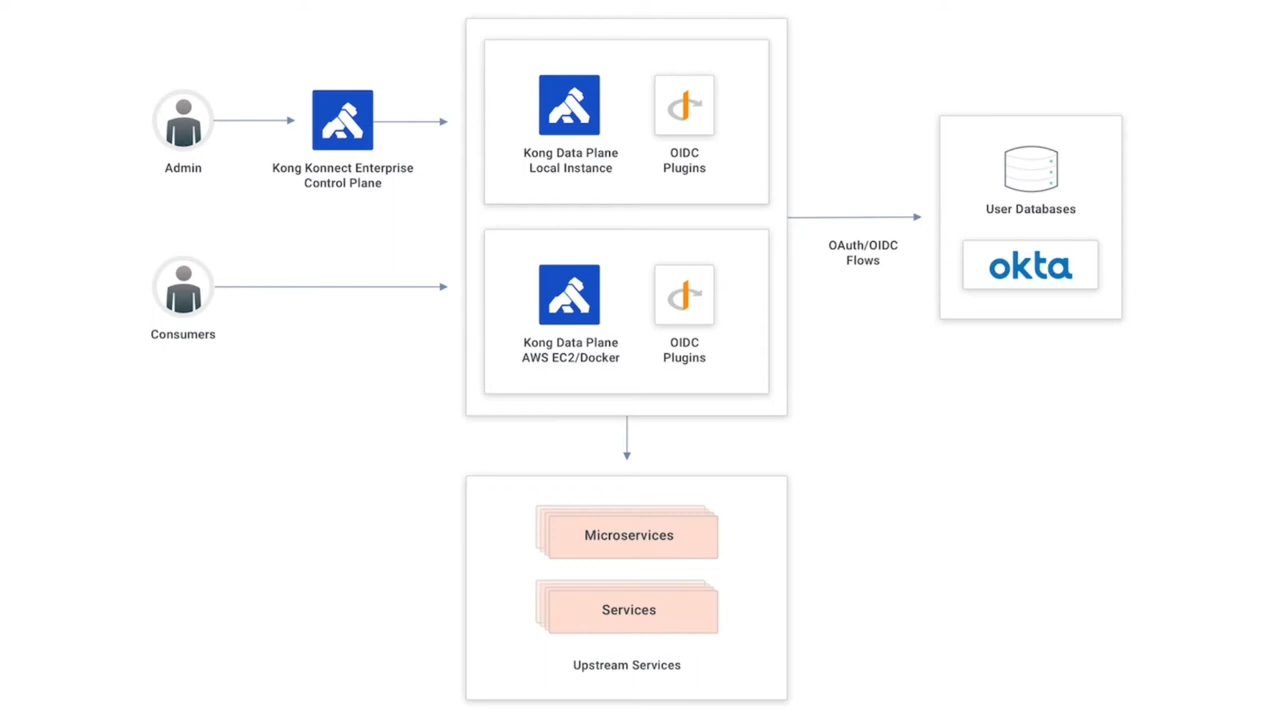 Admin
Kong Konnect Enterprise
Control Plane
Kong Data Plane
Local Instance
OIDC
Plugins
Consumers
Kong Data Plane
AWS EC2/Docker
OIDC
Plugins
OAuth/OIDC
Flows
User Databases
okta
Microservices
Services
Upstream Services